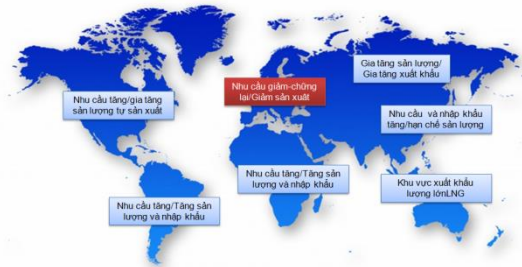 Gia tăng sản lượng/
Gia tăng xuất khẩu
Nhu cầu giảm-chững
lại/Giảm sản xuât
Nhu cầu tăng/gia tăng
sản lượng tự sản xuất
Nhu cầu và nhập khẩu
tăng/hạn chế sản lượng
Nhu cầu tăng/Tăng sản
lượng và nhập khẩu
Khu vực xuất khẩu
lượng lớnLNG
Nhu cầu tăng/Tăng sản
lượng và nhập khẩu